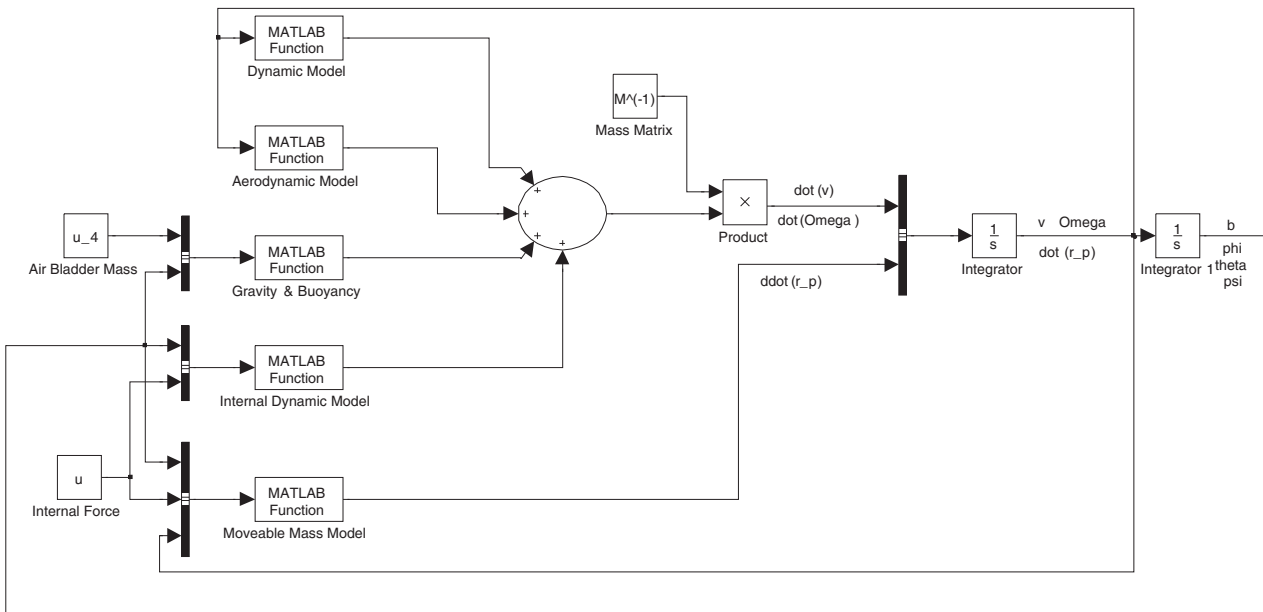 MATLAB
Function
Dynamic Model
M^(-1)
Mass Matrix
MATLAB
Function
Aerodynamic Model
+
+
+
+
×
Product
dot (v)
dot (Omega )
u_4
Air Bladder Mass
MATLAB
Function
Gravity & Buoyancy
ddot (r_p)
1
s
Integrator
v Omega
dot (r_p)
1
s
Integrator 1
b
phi
theta
psi
MATLAB
Function
Internal Dynamic Model
u
Internal Force
MATLAB
Function
Moveable Mass Model